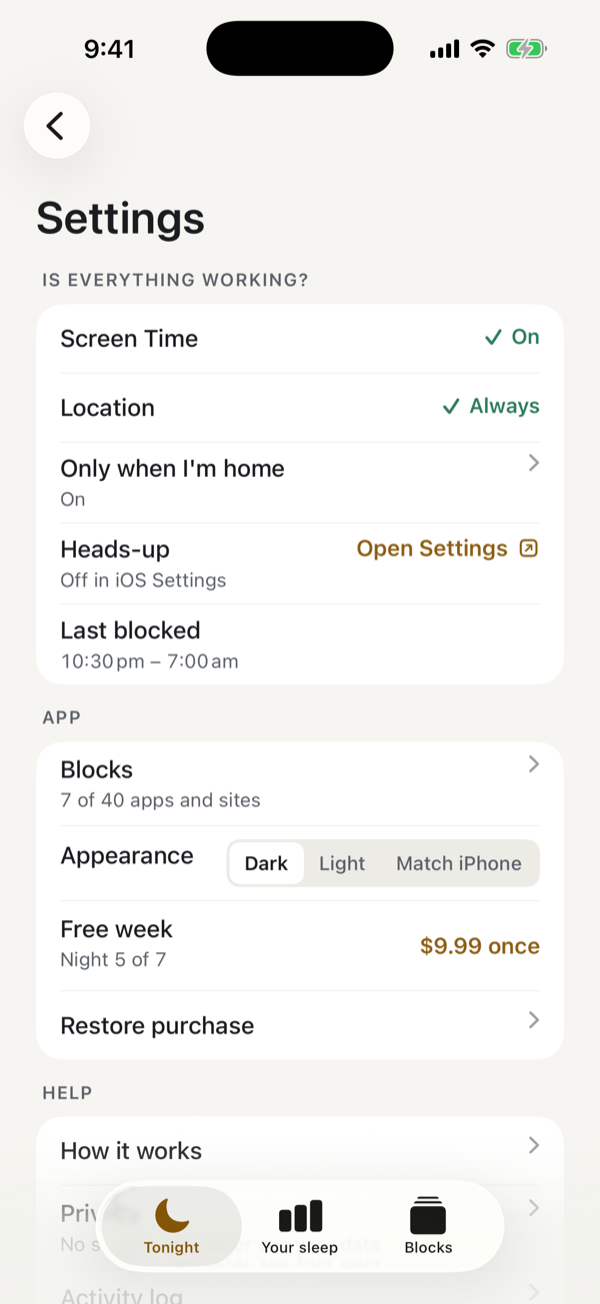 9:41
Settings
IS EVERYTHING WORKING?
Screen Time
On
Location
Always
Only when I'm home
On
Heads-up
Open Settings
Off in iOS Settings
Last blocked
10:30 pm – 7:00 am
APP
Blocks
7 of 40 apps and sites
Appearance
Dark
Light
Match iPhone
Free week
Night 5 of 7
$9.99 once
Restore purchase
HELP
How it works
Tonight
Your sleep
Blocks
Activity log